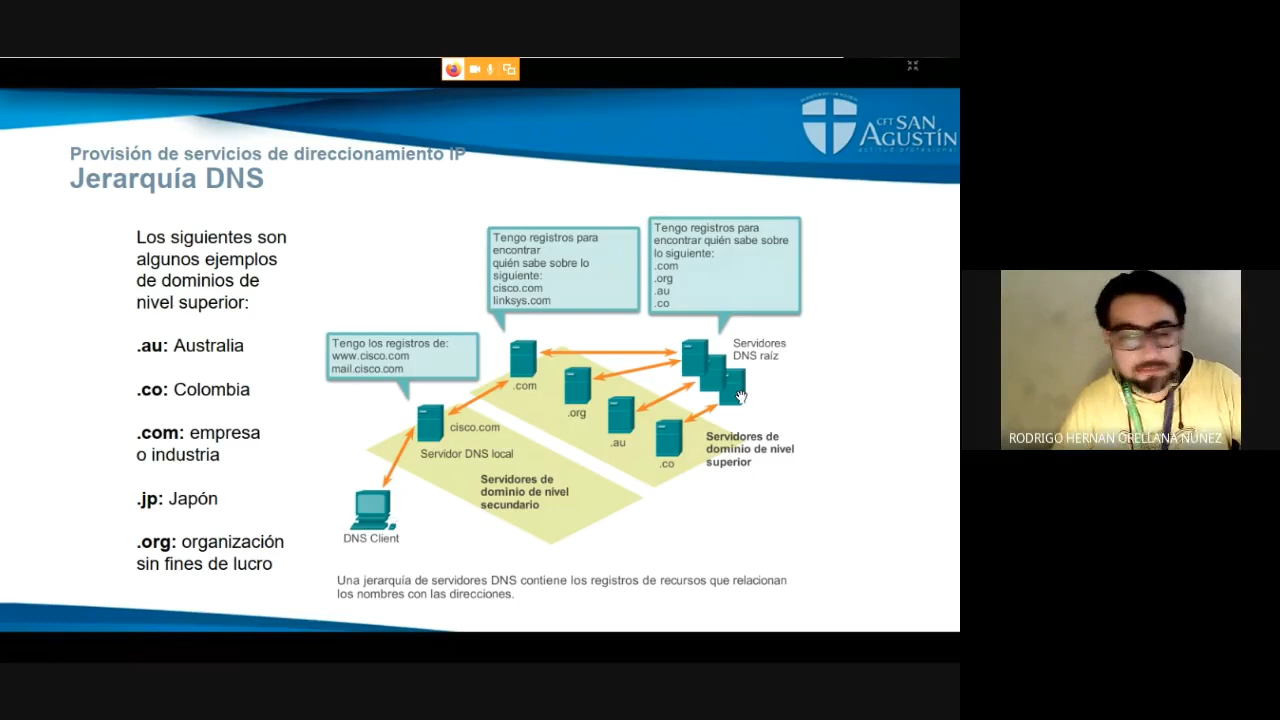 CFT SAN
AGUSTÍN
Provisión de servicios de direccionamiento IP
Jerarquía DNS
Los siguientes son
algunos ejemplos
de dominios de
nivel superior:
.au: Australia
.co: Colombia
.com: empresa
o industria
.jp: Japón
.org: organización
sin fines de lucro
Tengo los registros de:
www.cisco.com
mail.cisco.com
Tengo registros para
encontrar
quién sabe sobre lo
siguiente:
cisco.com
linksys.com
Tengo registros para
encontrar quién sabe sobre
lo siguiente:
.com
.org
.au
.co
Servidores
DNS raíz
.com
.org
.au
.co
cisco.com
Servidor DNS local
Servidores de
dominio de nivel
superior
Servidores de
dominio de nivel
secundario
DNS Client
Una jerarquía de servidores DNS contiene los registros de recursos que relacionan
los nombres con las direcciones.
RODRIGO HERNAN ORELLANA NUNEZ